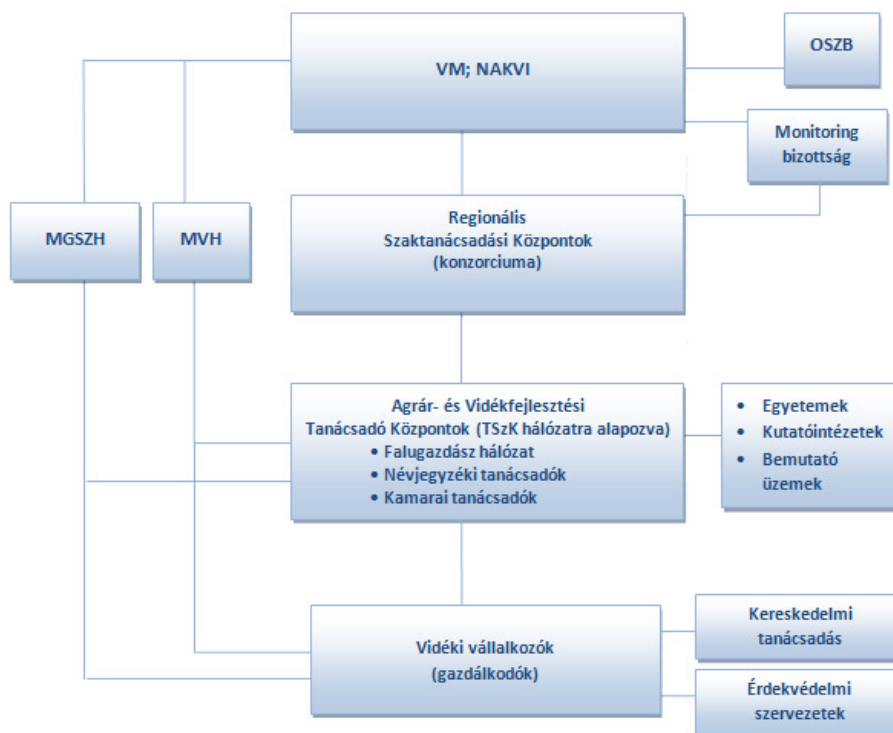 VM; NAKVI
OSZB
Monitoring
bizottság
MGSZH
MVH
Regionális
Szaktanácsadási Központok
(konzorciuma)
Agrár- és Vidékfejlesztési
Tanácsadó Központok (TSzK hálózatra alapozva)
• Falugazdász hálózat
• Névjegyzéki tanácsadók
• Kamarai tanácsadók
• Egyetemek
• Kutatóintézetek
• Bemutató
üzemek
Vidéki vállalkozók
(gazdálkodók)
Kereskedelmi
tanácsadás
Érdekvédelmi
szervezetek